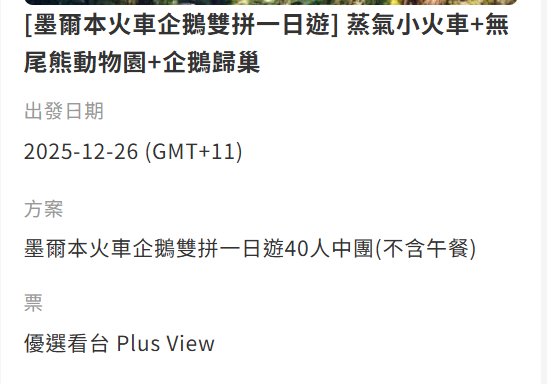 [墨爾本火車企鵝雙拼一日遊] 蒸氣小火車+無
尾熊動物園+企鵝歸巢
出發日期
2025-12-26 (GMT+11)
方案
墨爾本火車企鵝雙拼一日遊40人中團(不含午餐)
票
優選看台 Plus View